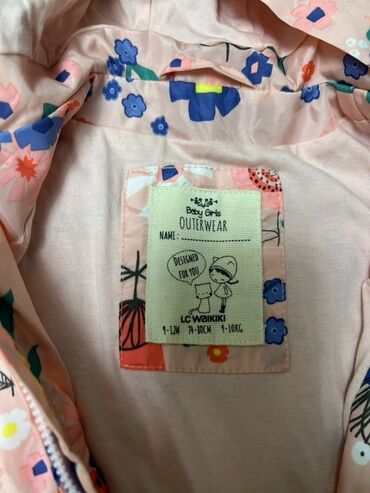 Baby Girls
OUTERWEAR
NAME:
DESIGNED
FOR YOU!
LC WAIKIKI
9-12M 74-80CM 9-10KG